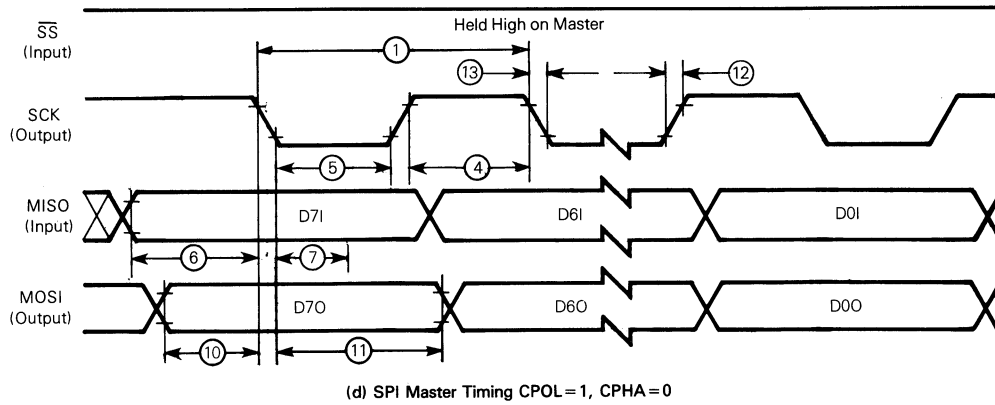 SS
(Input)
Held High on Master
1
13
12
SCK
(Output)
5
4
MISO
(Input)
D7I
D6I
D0I
6
7
MOSI
(Output)
D7O
D6O
D0O
10
11
(d) SPI Master Timing CPOL=1, CPHA=0